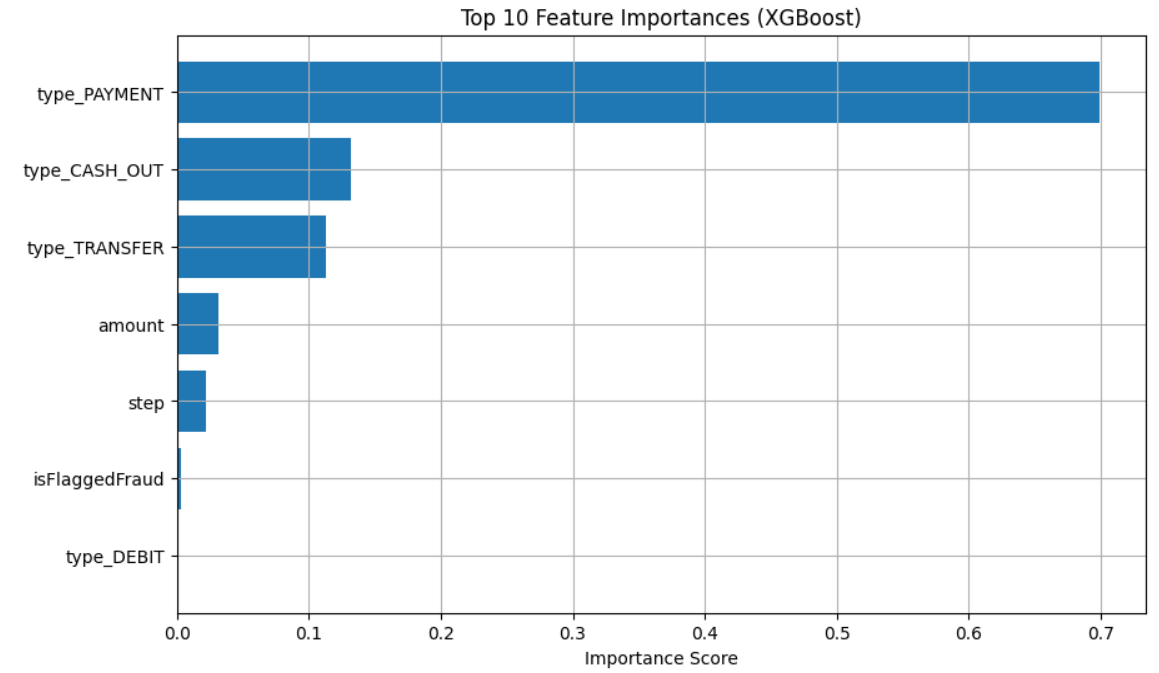 Top 10 Feature Importances (XGBoost)
type_PAYMENT
type_CASH_OUT
type_TRANSFER
amount
step
isFlaggedFraud
type_DEBIT
0.0 0.1 0.2 0.3 0.4 0.5 0.6 0.7
Importance Score